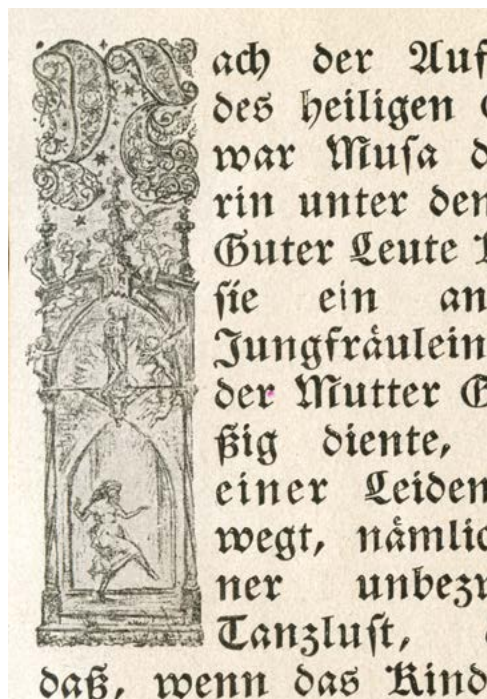 Nach der Auf
des heiligen
war Musa d
rin unter den
Guter Leute
sie ein an
Jungfräulein
der Mutter G
ßig diente,
einer Leiden
wegt, nämlic
ner unbezw
Tanzlust,
daß, wenn das Kind